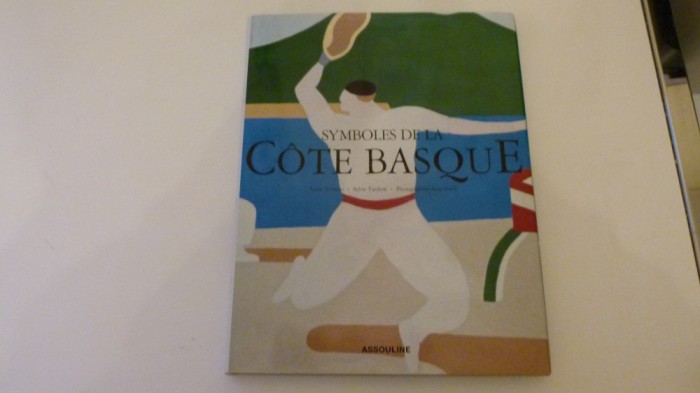 SYMBOLES DE LA
CÔTE BASQUE
ASSOULINE